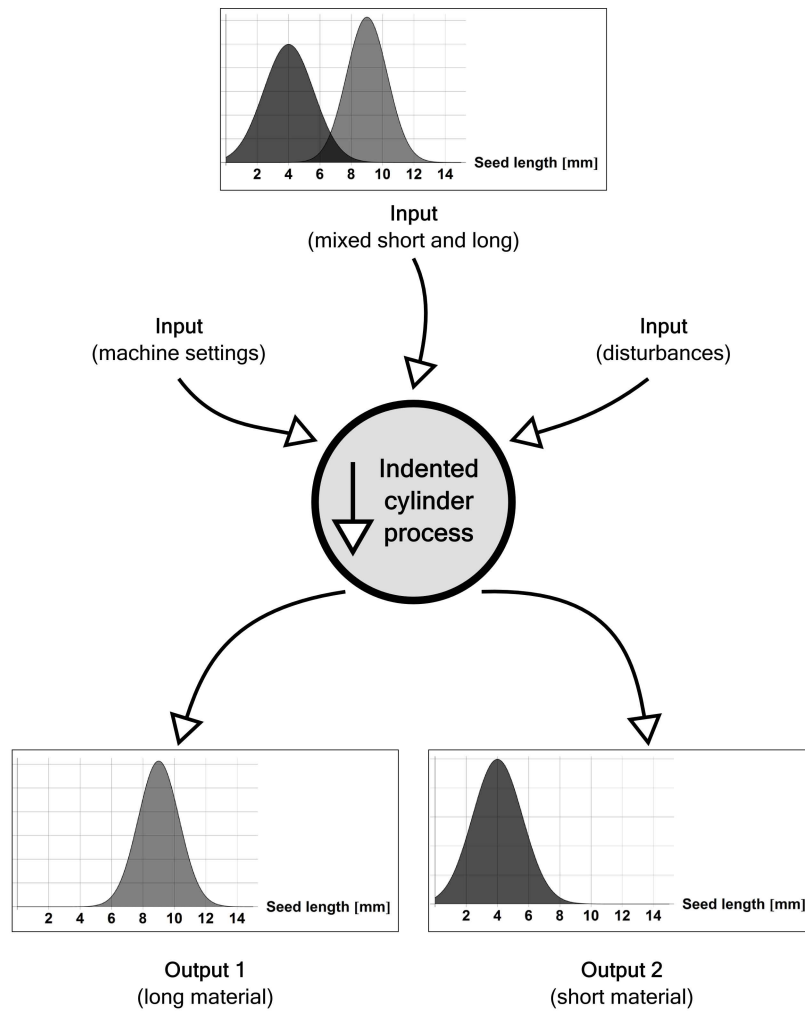 Seed length [mm]
2 4 6 8 10 12 14
Input
(mixed short and long)
Input
(machine settings)
Input
(disturbances)
Indented
cylinder
process
Seed length [mm]
2 4 6 8 10 12 14
Output 1
(long material)
Seed length [mm]
2 4 6 8 10 12 14
Output 2
(short material)